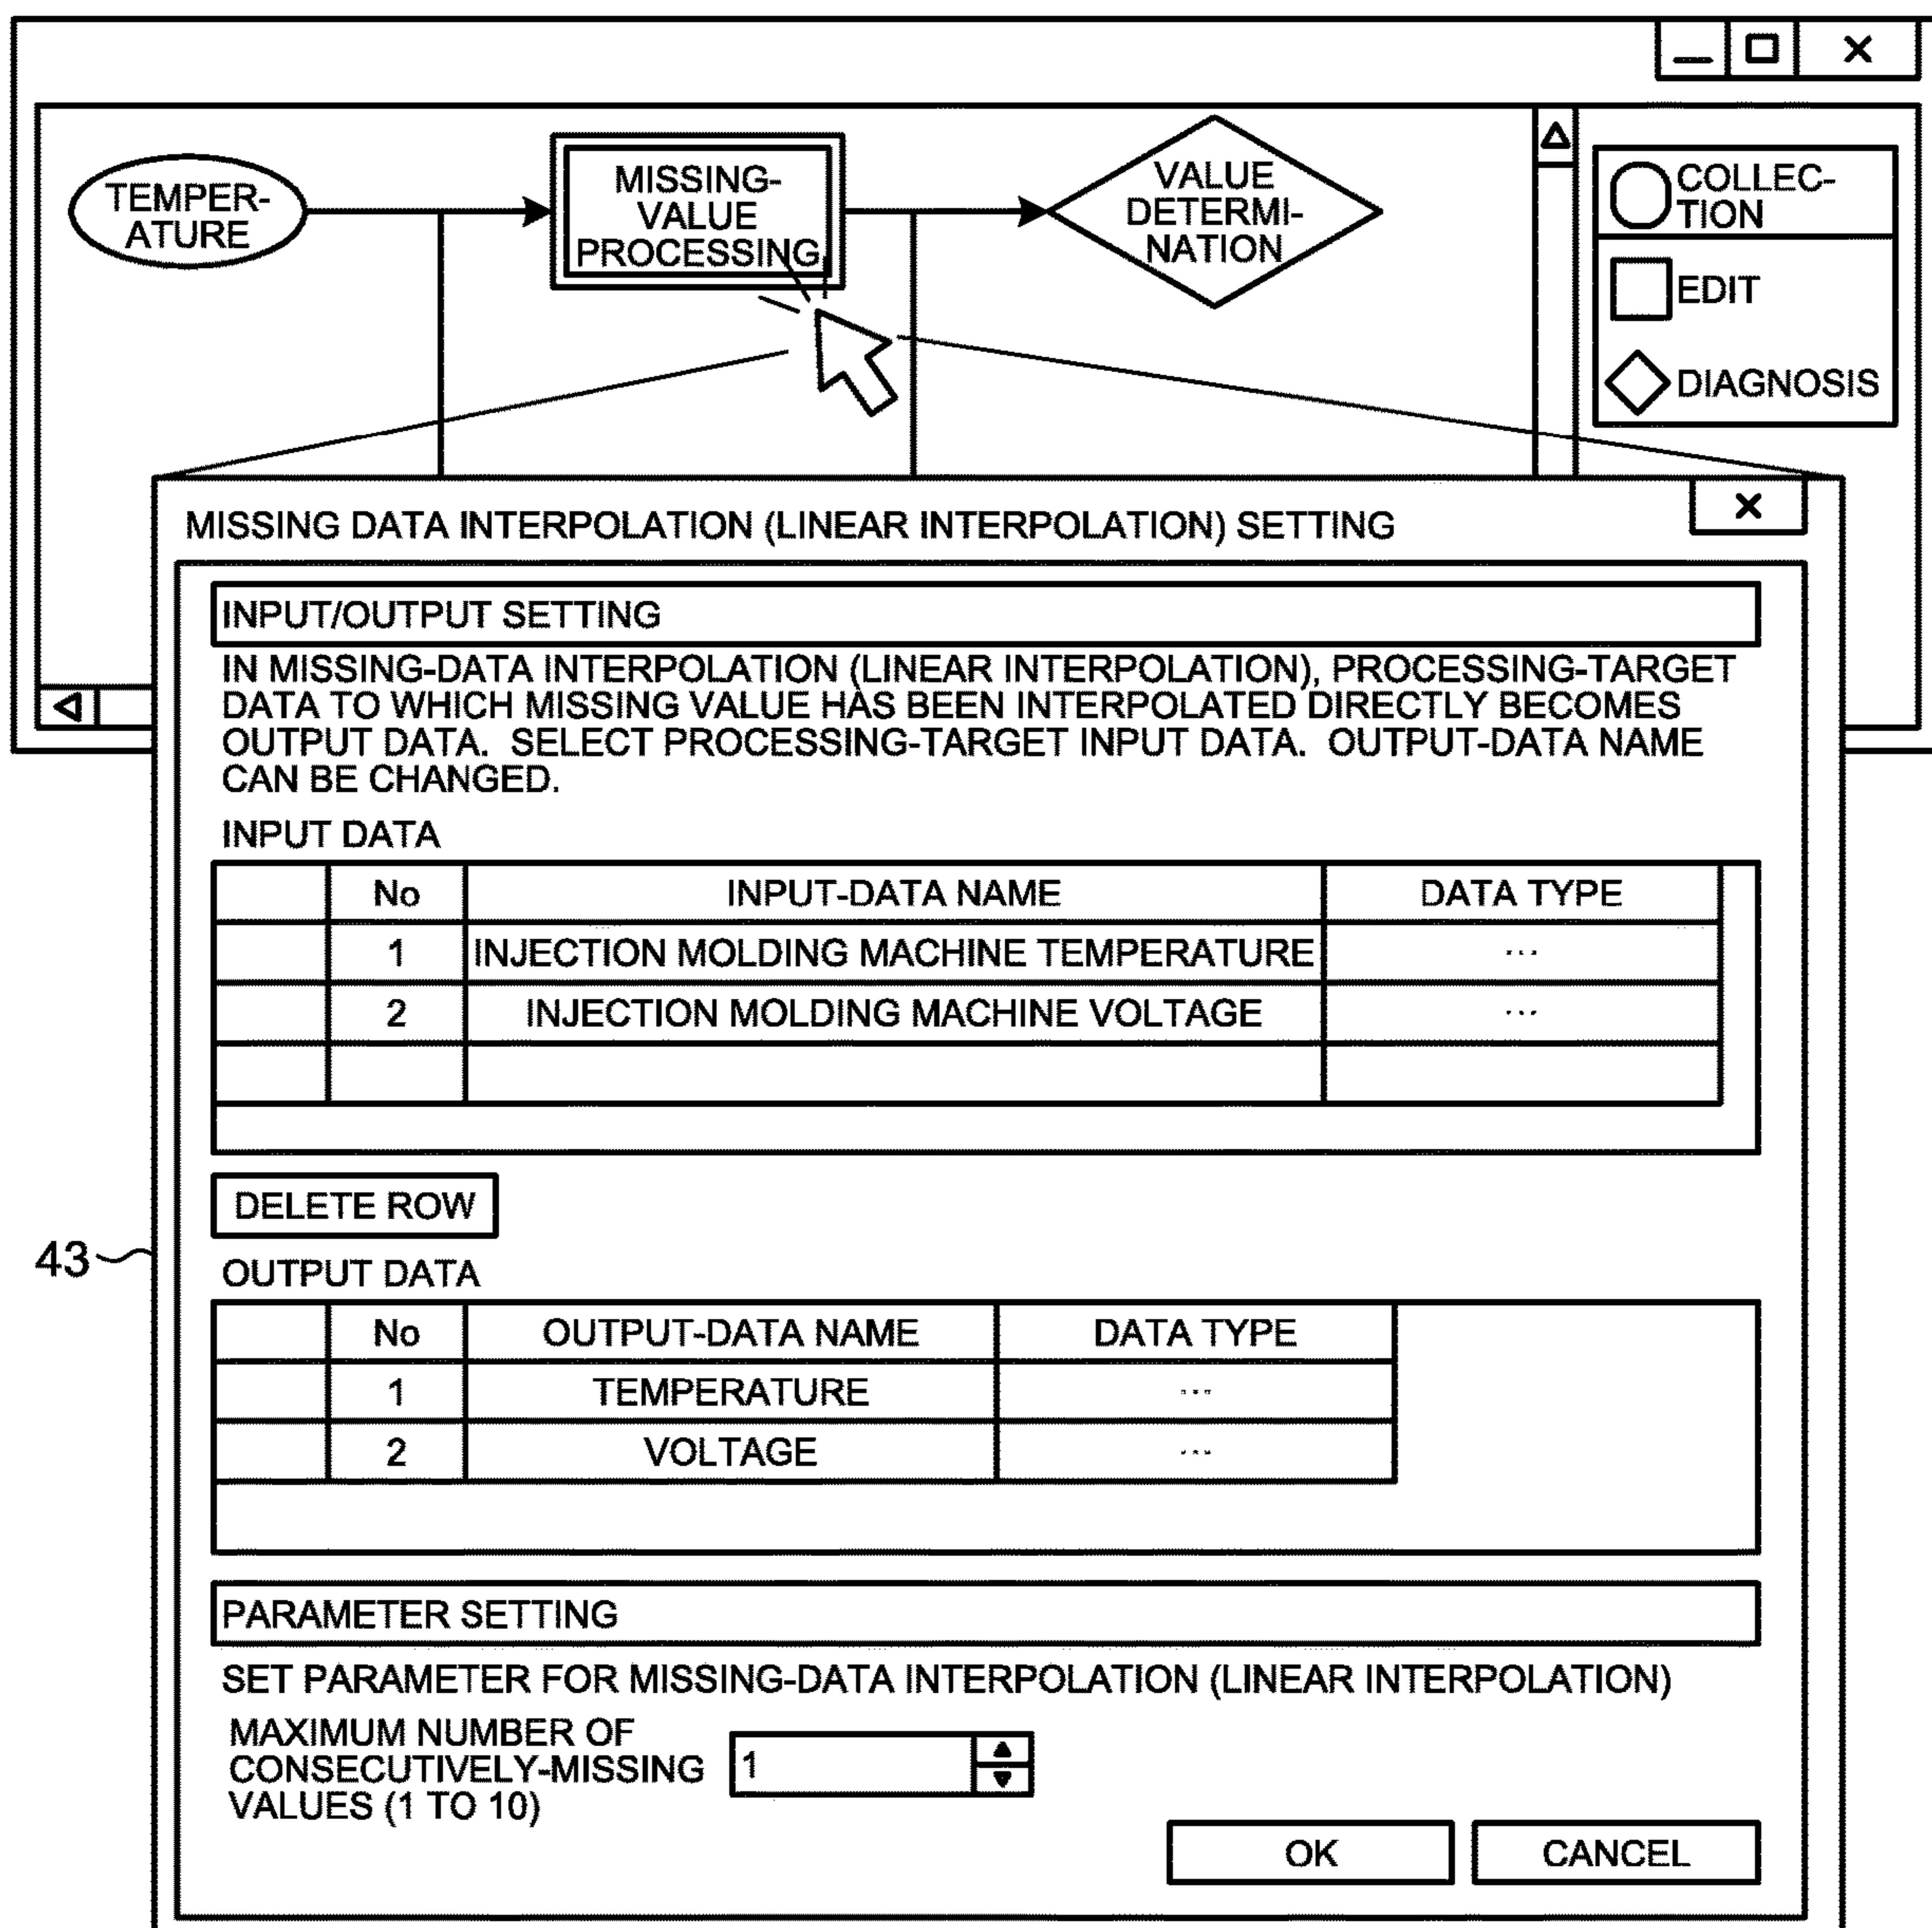 TEMPER-
ATURE
MISSING-
VALUE
PROCESSING
VALUE
DETERMI-
NATION
COLLEC-
TION
EDIT
DIAGNOSIS
MISSING DATA INTERPOLATION (LINEAR INTERPOLATION) SETTING
INPUT/OUTPUT SETTING
IN MISSING-DATA INTERPOLATION (LINEAR INTERPOLATION), PROCESSING-TARGET
DATA TO WHICH MISSING VALUE HAS BEEN INTERPOLATED DIRECTLY BECOMES
OUTPUT DATA. SELECT PROCESSING-TARGET INPUT DATA. OUTPUT-DATA NAME
CAN BE CHANGED.
INPUT DATA
No INPUT-DATA NAME DATA TYPE
1 INJECTION MOLDING MACHINE TEMPERATURE ...
2 INJECTION MOLDING MACHINE VOLTAGE ...
DELETE ROW
43
OUTPUT DATA
No OUTPUT-DATA NAME DATA TYPE
1 TEMPERATURE ...
2 VOLTAGE ...
PARAMETER SETTING
SET PARAMETER FOR MISSING-DATA INTERPOLATION (LINEAR INTERPOLATION)
MAXIMUM NUMBER OF
CONSECUTIVELY-MISSING
VALUES (1 TO 10)
1
OK CANCEL